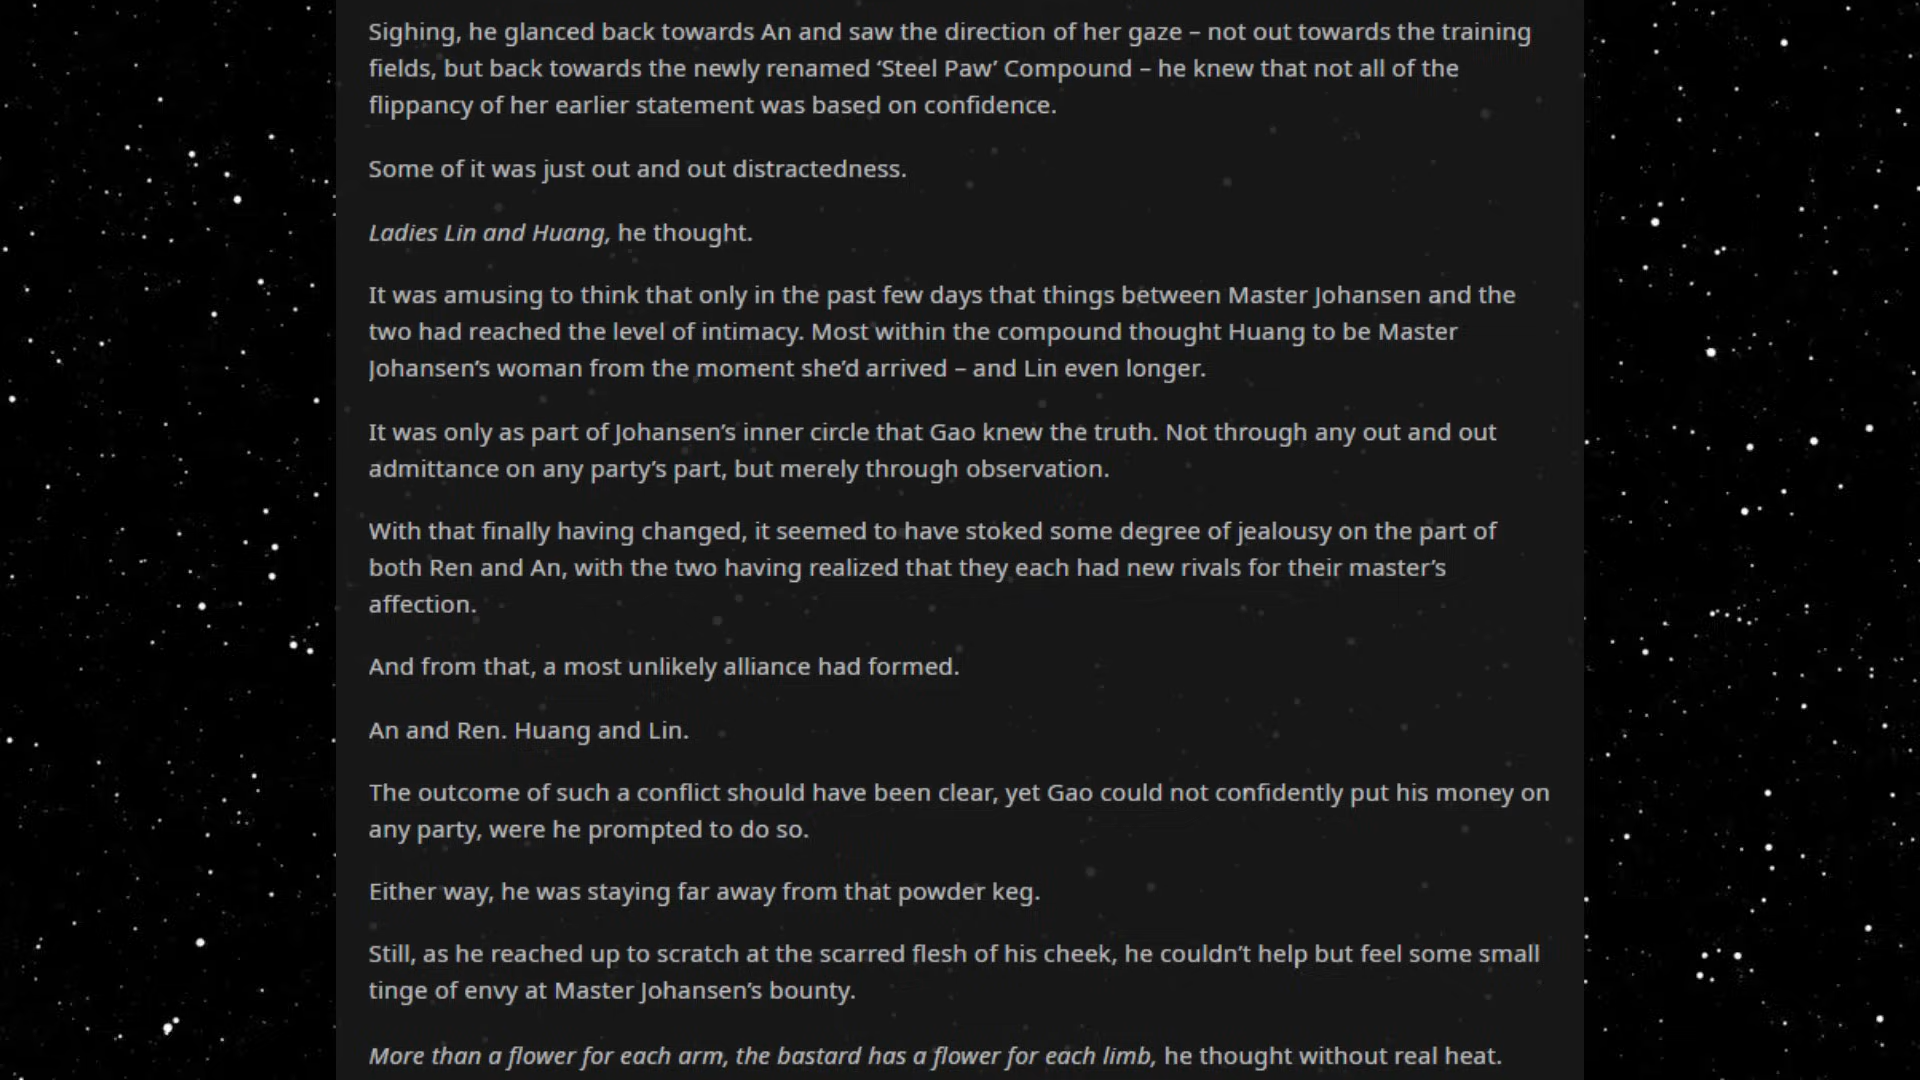 Sighing, he glanced back towards An and saw the direction of her gaze – not out towards the training
fields, but back towards the newly renamed ‘Steel Paw’ Compound – he knew that not all of the
flippancy of her earlier statement was based on confidence.
Some of it was just out and out distractedness.
Ladies Lin and Huang, he thought.
It was amusing to think that only in the past few days that things between Master Johansen and the
two had reached the level of intimacy. Most within the compound thought Huang to be Master
Johansen’s woman from the moment she’d arrived – and Lin even longer.
It was only as part of Johansen’s inner circle that Gao knew the truth. Not through any out and out
admittance on any party’s part, but merely through observation.
With that finally having changed, it seemed to have stoked some degree of jealousy on the part of
both Ren and An, with the two having realized that they each had new rivals for their master’s
affection.
And from that, a most unlikely alliance had formed.
An and Ren. Huang and Lin.
The outcome of such a conflict should have been clear, yet Gao could not confidently put his money on
any party, were he prompted to do so.
Either way, he was staying far away from that powder keg.
Still, as he reached up to scratch at the scarred flesh of his cheek, he couldn’t help but feel some small
tinge of envy at Master Johansen’s bounty.
More than a flower for each arm, the bastard has a flower for each limb, he thought without real heat.